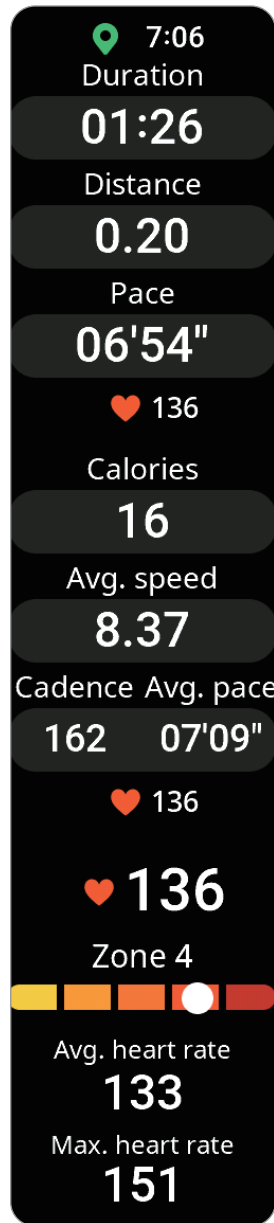 7:06
Duration
01:26
Distance
0.20
Pace
06'54"
136
Calories
16
Avg. speed
8.37
Cadence Avg. pace
162 07'09"
136
136
Zone 4
Avg. heart rate
133
Max. heart rate
151